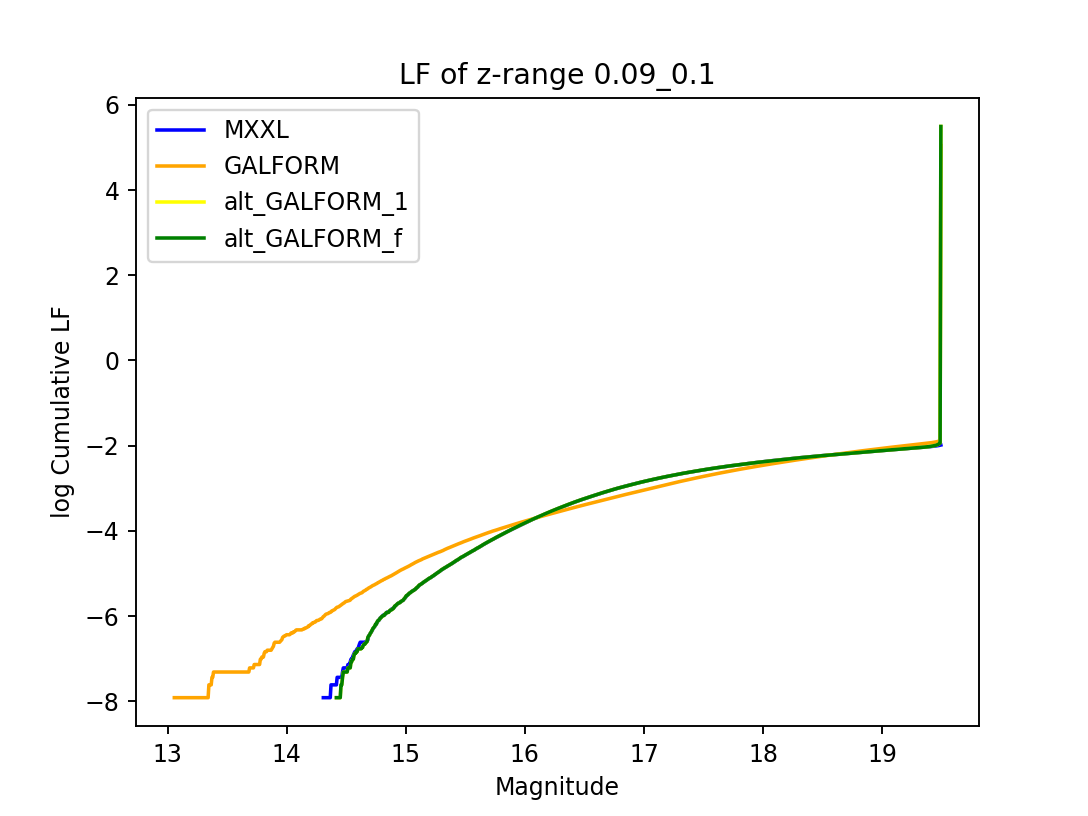 LF of z-range 0.09_0.1
MXXL
GALFORM
alt_GALFORM_1
alt_GALFORM_f
6
4
2
0
−2
−4
−6
−8
log Cumulative LF
13 14 15 16 17 18 19
Magnitude